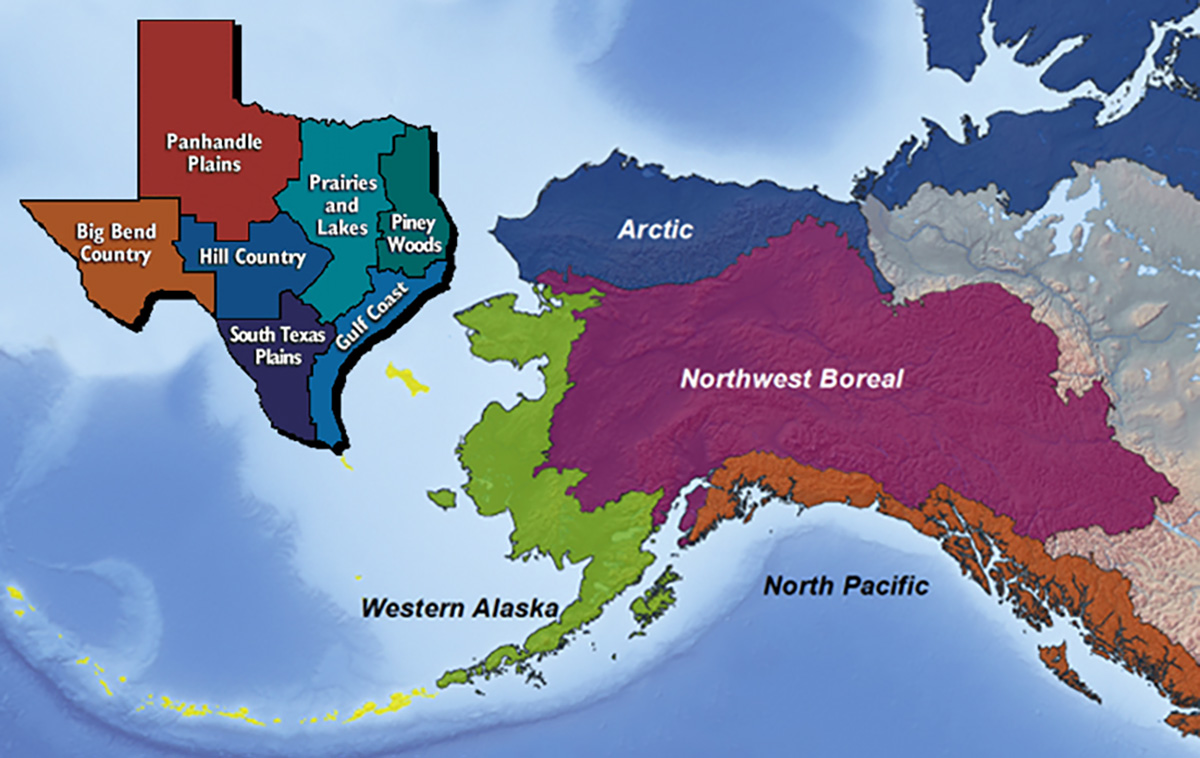 Panhandle
Plains
Prairies
and
Lakes
Piney
Woods
Big Bend
Country
Hill Country
Gulf Coast
South Texas
Plains
Arctic
Northwest Boreal
Western Alaska
North Pacific